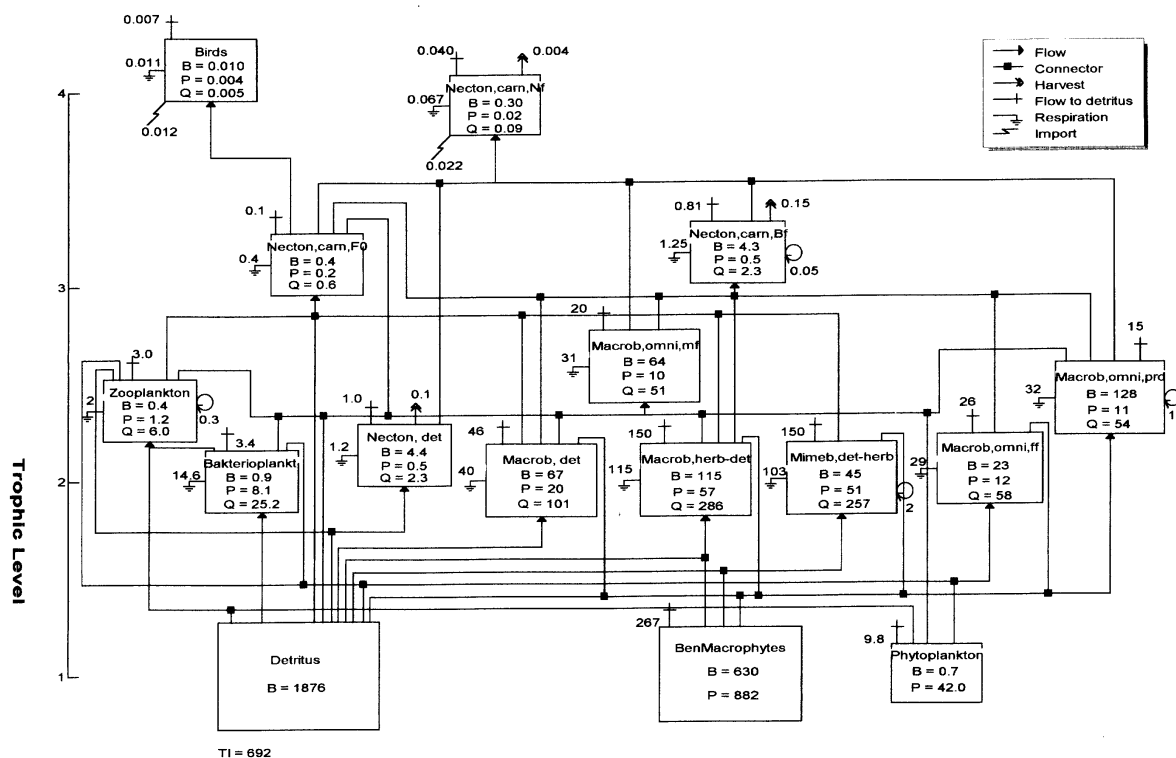 0.007
Birds
B = 0.010
P = 0.004
Q = 0.005
0.011
0.012
0.040
0.004
Necton,carn,Nf
B = 0.30
P = 0.02
Q = 0.09
0.067
0.022
Flow
Connector
Harvest
Flow to detritus
Respiration
Import
4
0.1
Necton,carn,F0
B = 0.4
P = 0.2
Q = 0.6
0.4
0.81
0.15
Necton,carn,Bf
B = 4.3
P = 0.5
Q = 2.3
1.25
0.05
3
20
Macrob,omni,mf
B = 64
P = 10
Q = 51
31
15
Macrob,omni,prd
B = 128
P = 11
Q = 54
32
1
3.0
Zooplankton
B = 0.4
P = 1.2
Q = 6.0
2
0.3
3.4
Bakterioplankt
B = 0.9
P = 8.1
Q = 25.2
14.6
1.0
0.1
Necton, det
B = 4.4
P = 0.5
Q = 2.3
1.2
46
Macrob, det
B = 67
P = 20
Q = 101
40
150
Macrob,herb-det
B = 115
P = 57
Q = 286
115
150
Mimeb,det-herb
B = 45
P = 51
Q = 257
103
2
26
Macrob,omni,ff
B = 23
P = 12
Q = 58
29
2
Trophic Level
Detritus
B = 1876
267
BenMacrophytes
B = 630
P = 882
9.8
Phytoplankton
B = 0.7
P = 42.0
1
TI = 692